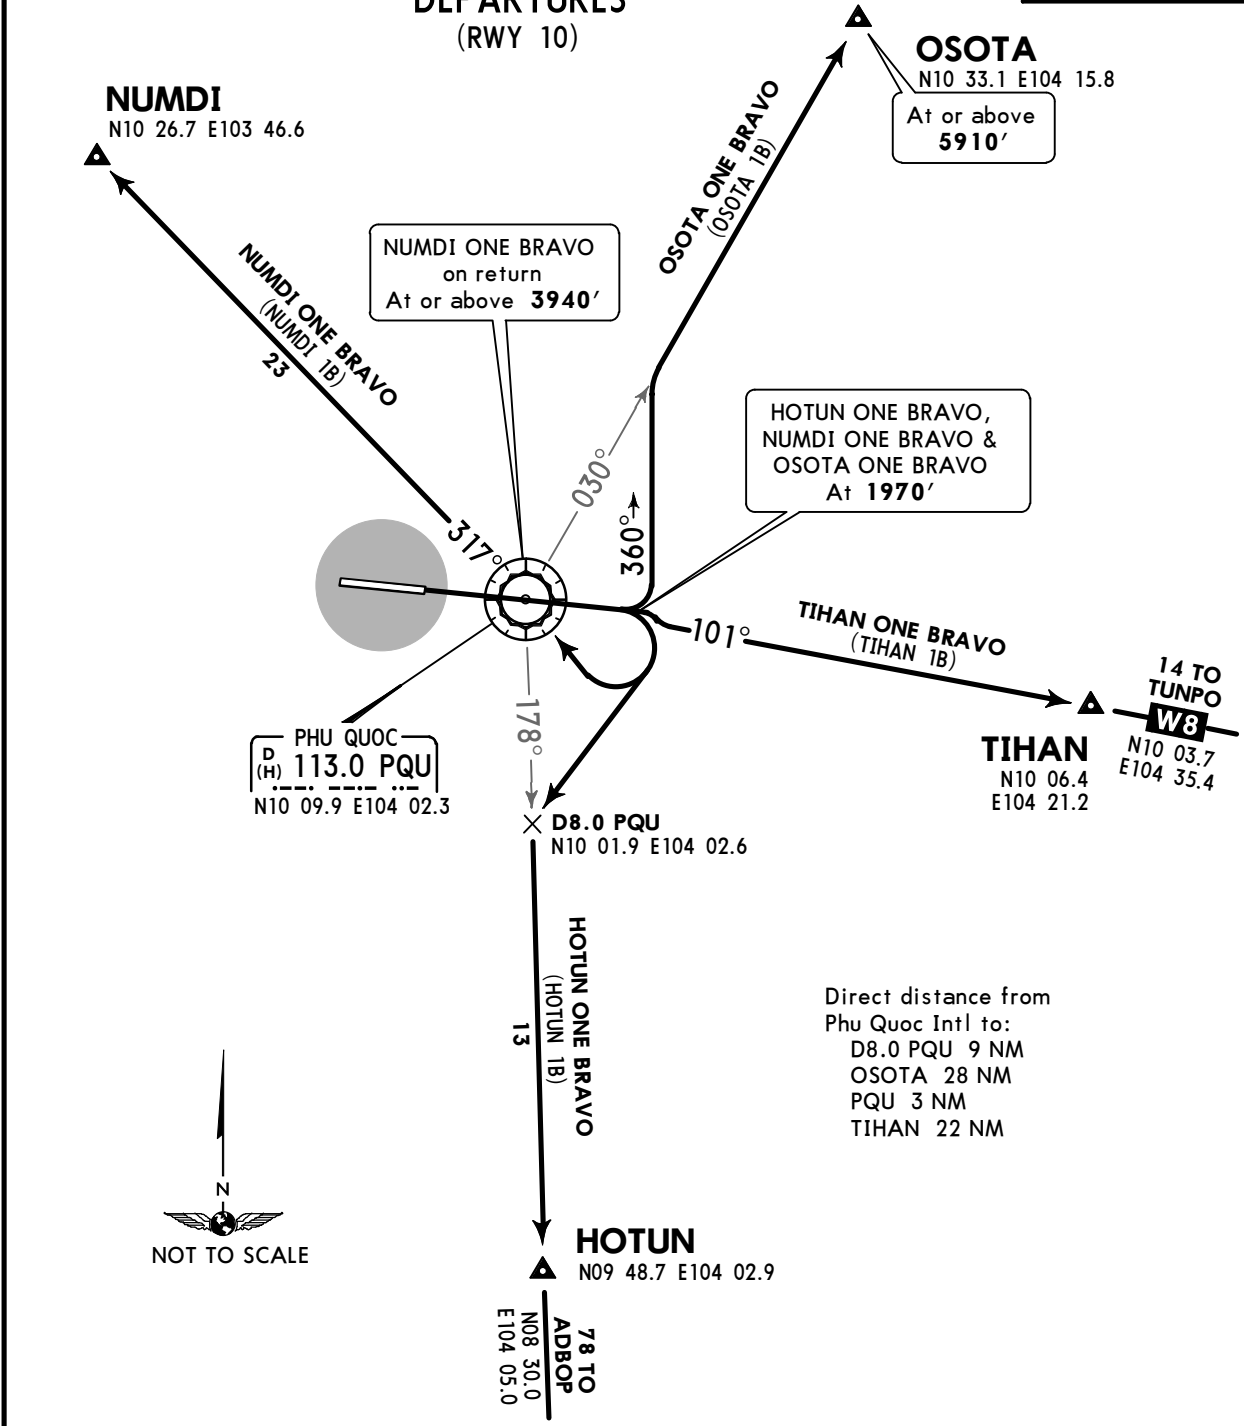 DEPARTURES
(RWY 10)
OSOTA
N10 33.1 E104 15.8
At or above
5910'
NUMDI
N10 26.7 E103 46.6
OSOTA ONE BRAVO
(OSOTA 1B)
NUMDI ONE BRAVO
on return
At or above 3940'
NUMDI ONE BRAVO
(NUMDI 1B)
23
HOTUN ONE BRAVO,
NUMDI ONE BRAVO &
OSOTA ONE BRAVO
At 1970'
030°
360°
317°
101°
TIHAN ONE BRAVO
(TIHAN 1B)
14 TO
TUNPO
W8
N10 03.7
E104 35.4
TIHAN
N10 06.4
E104 21.2
178°
PHU QUOC
D
(H) 113.0 PQU
N10 09.9 E104 02.3
D8.0 PQU
N10 01.9 E104 02.6
HOTUN ONE BRAVO
(HOTUN 1B)
13
Direct distance from
Phu Quoc Intl to:
D8.0 PQU 9 NM
OSOTA 28 NM
PQU 3 NM
TIHAN 22 NM
N
NOT TO SCALE
HOTUN
N09 48.7 E104 02.9
78 TO
ADBOP
N08 30.0
E104 05.0